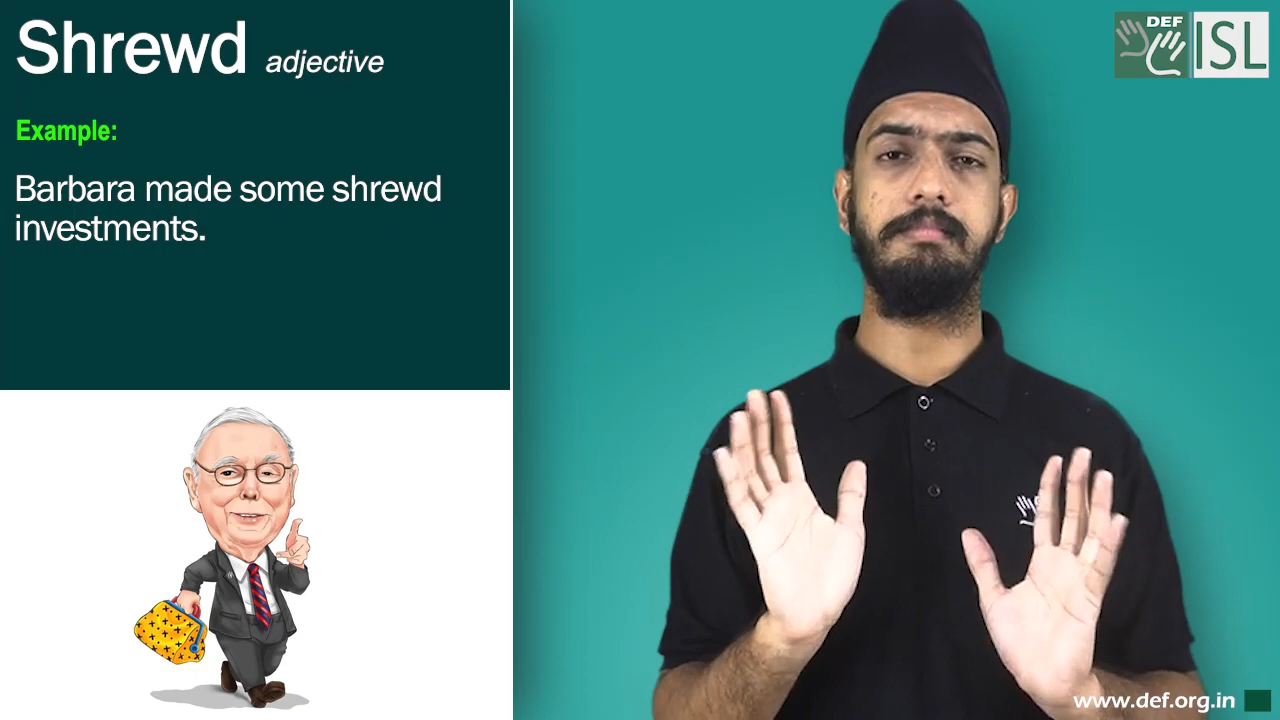 Shrewd adjective
Example:
Barbara made some shrewd
investments.
DEF
ISL
www.def.org.in